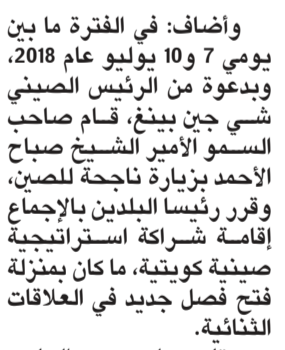 وأضاف: في الفترة ما بين
يومي 7 و10 يوليو عام 2018،
وبدعوة من الرئيس الصيني
شي جين بينغ، قام صاحب
السمو الأمير الشيخ صباح
الأحمد بزيارة ناجحة للصين،
وقرر رئيسا البلدين بالإجماع
إقامة شراكة استراتيجية
صينية كويتية، ما كان بمنزلة
فتح فصل جديد في العلاقات
الثنائية.